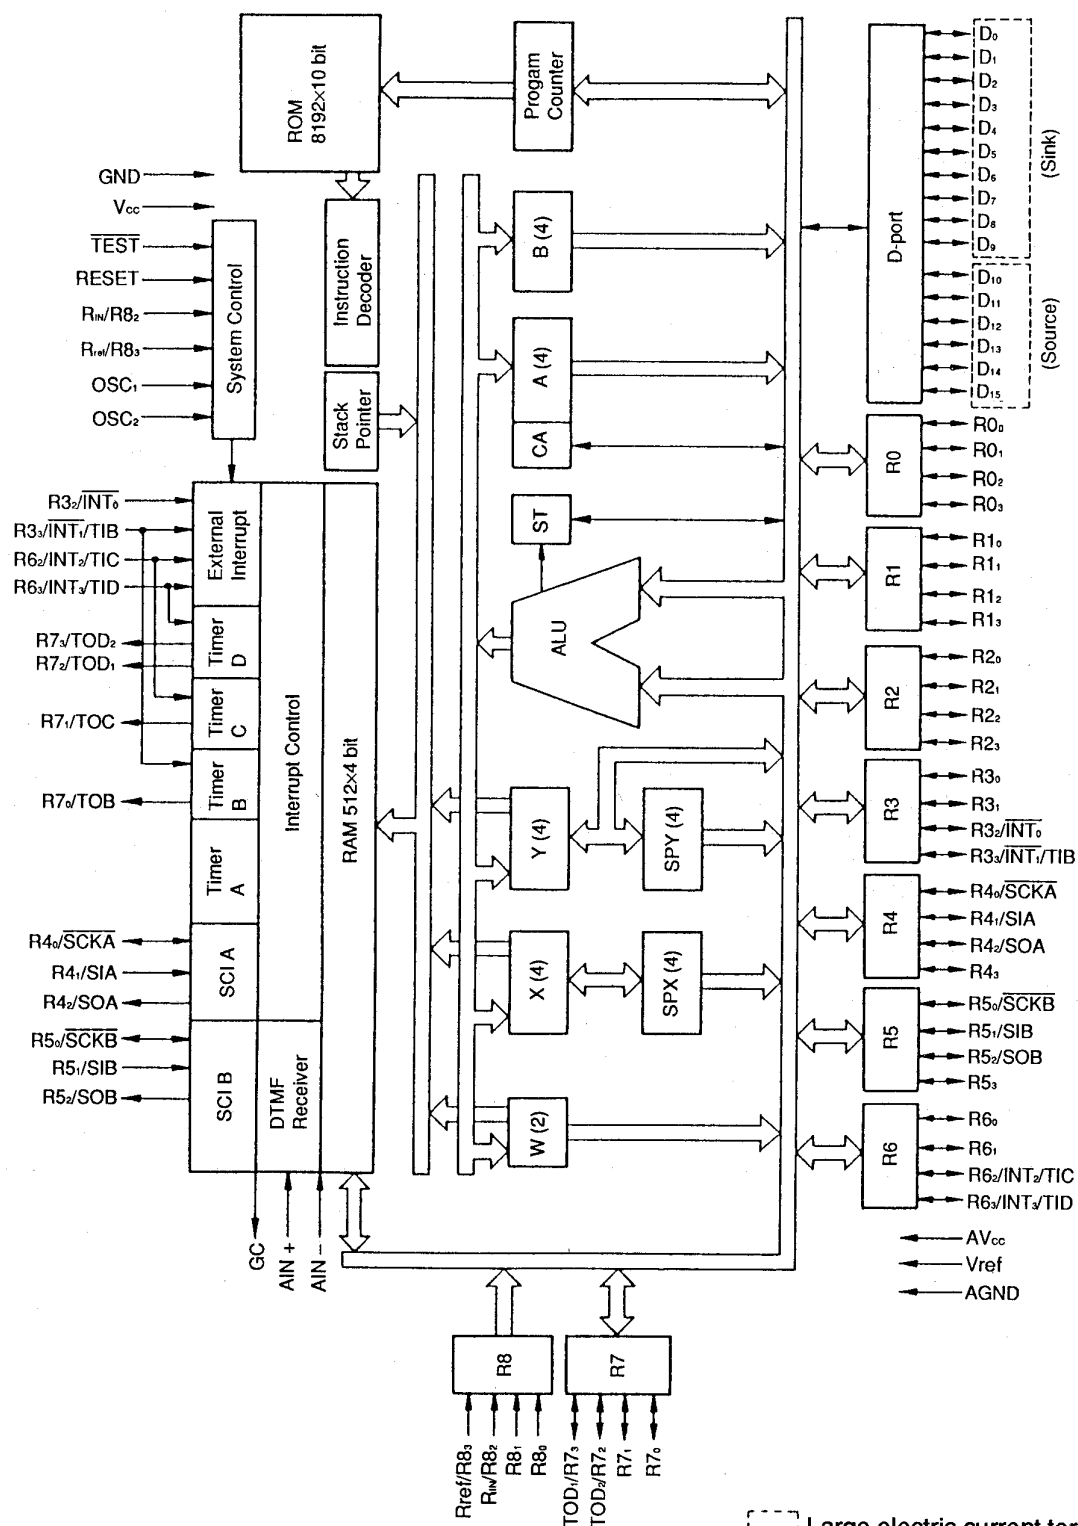 ROM
8192×10 bit
Progam
Counter
GND
Vcc
TEST
RESET
RIN/R8₂
Rref/R8₃
OSC₁
OSC₂
System Control
Instruction
Decoder
Stack
Pointer
B (4)
A (4)
CA
ST
ALU
Y (4)
SPY (4)
X (4)
SPX (4)
W (2)
R3₂/INT₀
R3₃/INT₁/TIB
R6₂/INT₂/TIC
R6₃/INT₃/TID
R7₃/TOD₂
R7₂/TOD₁
R7₁/TOC
R7₀/TOB
R4₀/SCKA
R4₁/SIA
R4₂/SOA
R5₀/SCKB
R5₁/SIB
R5₂/SOB
External
Interrupt
Timer
D
Timer
C
Timer
B
Timer
A
SCI A
SCI B
Interrupt Control
DTMF
Receiver
RAM 512×4 bit
GC
AIN +
AIN −
D-port
D₀
D₁
D₂
D₃
D₄
D₅
D₆
D₇
D₈
D₉
(Sink)
D₁₀
D₁₁
D₁₂
D₁₃
D₁₄
D₁₅
(Source)
R0
R0₀
R0₁
R0₂
R0₃
R1
R1₀
R1₁
R1₂
R1₃
R2
R2₀
R2₁
R2₂
R2₃
R3
R3₀
R3₁
R3₂/INT₀
R3₃/INT₁/TIB
R4
R4₀/SCKA
R4₁/SIA
R4₂/SOA
R4₃
R5
R5₀/SCKB
R5₁/SIB
R5₂/SOB
R5₃
R6
R6₀
R6₁
R6₂/INT₂/TIC
R6₃/INT₃/TID
AVcc
Vref
AGND
R8
R7
Rref/R8₃
RIN/R8₂
R8₁
R8₀
TOD₁/R7₃
TOD₂/R7₂
R7₁
R7₀
Large electric current